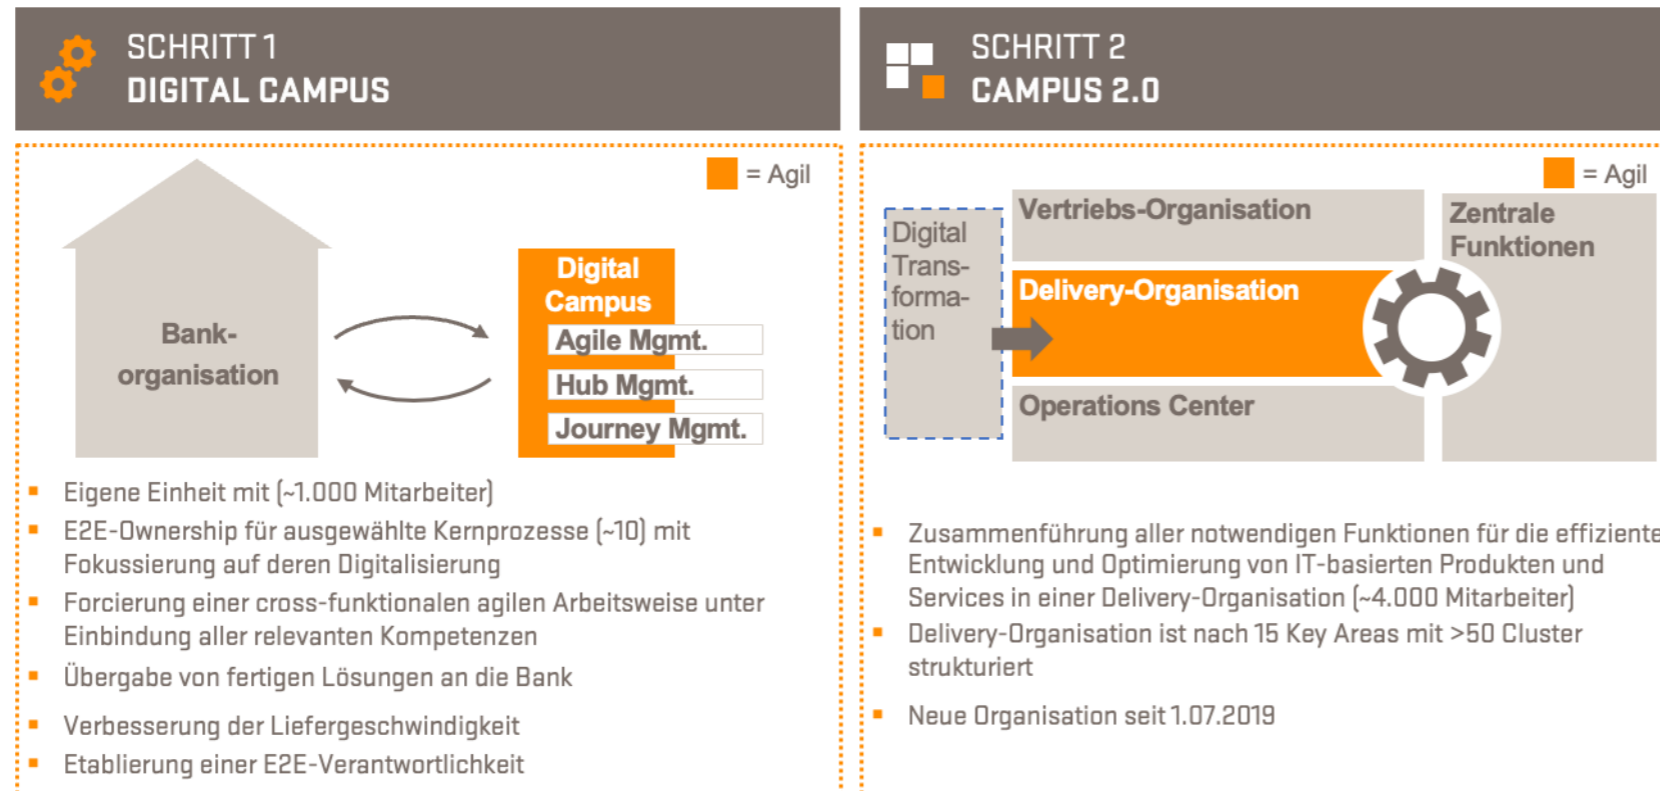 SCHRITT 1
DIGITAL CAMPUS
= Agil
Bank-
organisation
Digital
Campus
Agile Mgmt.
Hub Mgmt.
Journey Mgmt.
Eigene Einheit mit (~1.000 Mitarbeiter)
E2E-Ownership für ausgewählte Kernprozesse (~10) mit
Fokussierung auf deren Digitalisierung
Forcierung einer cross-funktionalen agilen Arbeitsweise unter
Einbindung aller relevanten Kompetenzen
Übergabe von fertigen Lösungen an die Bank
Verbesserung der Liefergeschwindigkeit
Etablierung einer E2E-Verantwortlichkeit
SCHRITT 2
CAMPUS 2.0
= Agil
Digital
Trans-
forma-
tion
Vertriebs-Organisation
Delivery-Organisation
Operations Center
Zentrale
Funktionen
Zusammenführung aller notwendigen Funktionen für die effiziente
Entwicklung und Optimierung von IT-basierten Produkten und
Services in einer Delivery-Organisation (~4.000 Mitarbeiter)
Delivery-Organisation ist nach 15 Key Areas mit >50 Cluster
strukturiert
Neue Organisation seit 1.07.2019